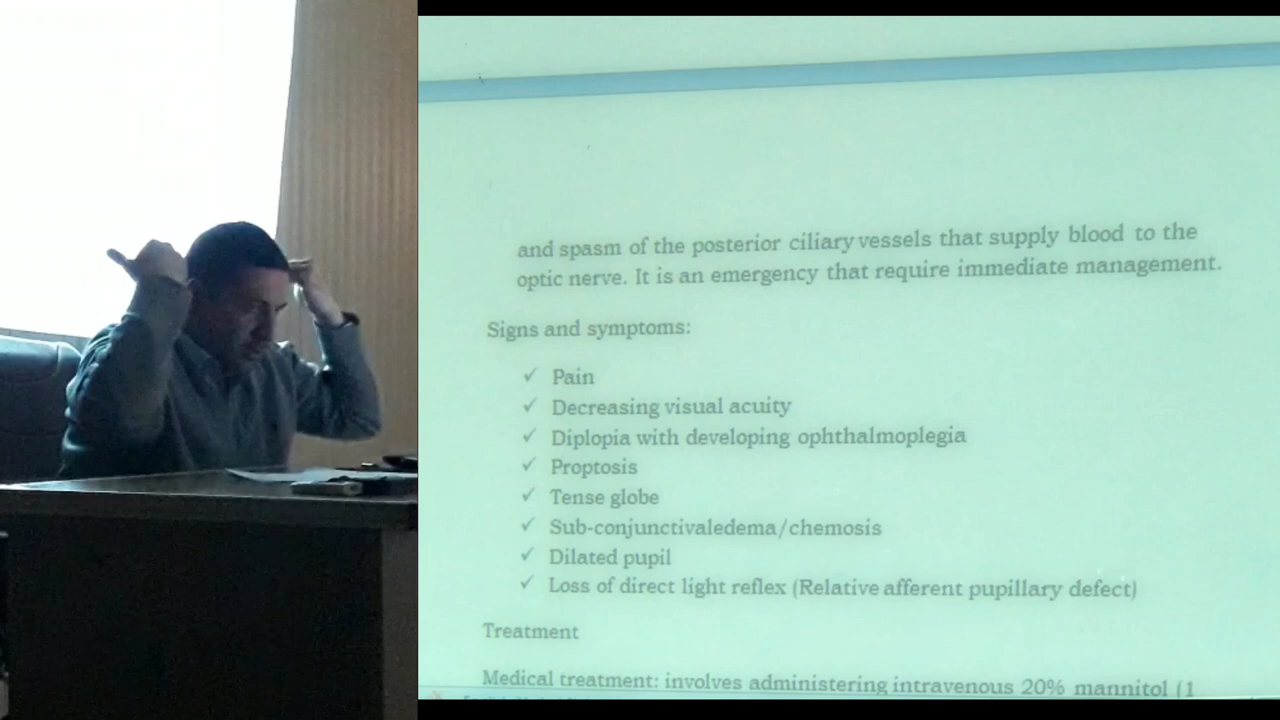 and spasm of the posterior ciliary vessels that supply blood to the
optic nerve. It is an emergency that require immediate management.
Signs and symptoms:
✓ Pain
✓ Decreasing visual acuity
✓ Diplopia with developing ophthalmoplegia
✓ Proptosis
✓ Tense globe
✓ Sub-conjunctivaledema/chemosis
✓ Dilated pupil
✓ Loss of direct light reflex (Relative afferent pupillary defect)
Treatment
Medical treatment: involves administering intravenous 20% mannitol (1